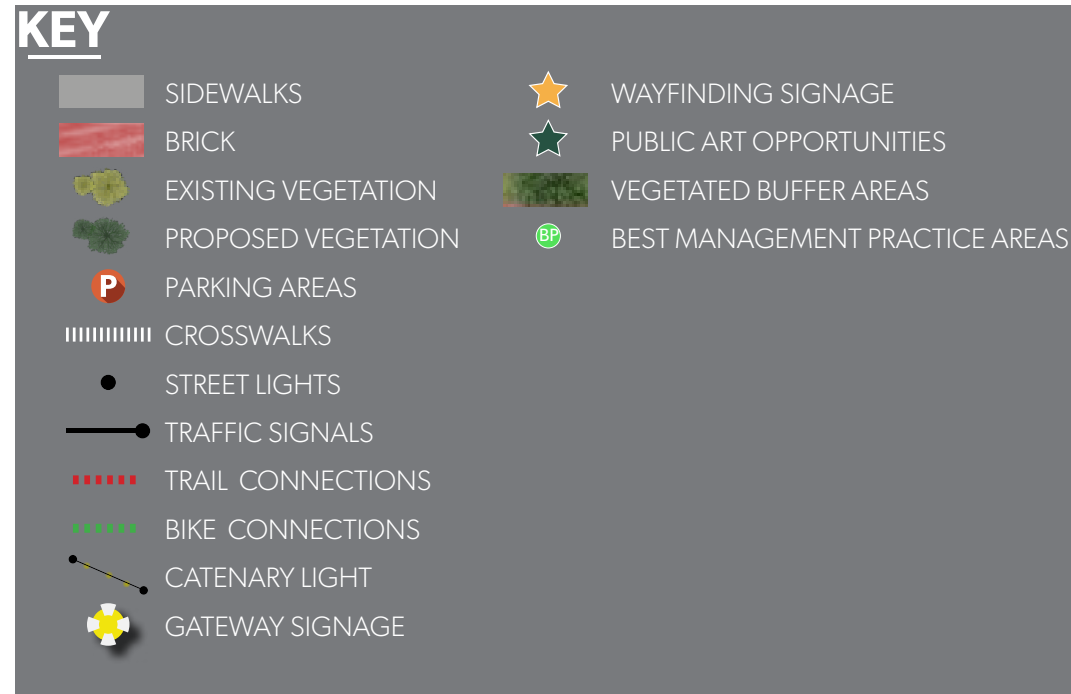 KEY
SIDEWALKS
BRICK
EXISTING VEGETATION
PROPOSED VEGETATION
P PARKING AREAS
CROSSWALKS
STREET LIGHTS
TRAFFIC SIGNALS
TRAIL CONNECTIONS
BIKE CONNECTIONS
CATENARY LIGHT
GATEWAY SIGNAGE
WAYFINDING SIGNAGE
PUBLIC ART OPPORTUNITIES
VEGETATED BUFFER AREAS
BP BEST MANAGEMENT PRACTICE AREAS